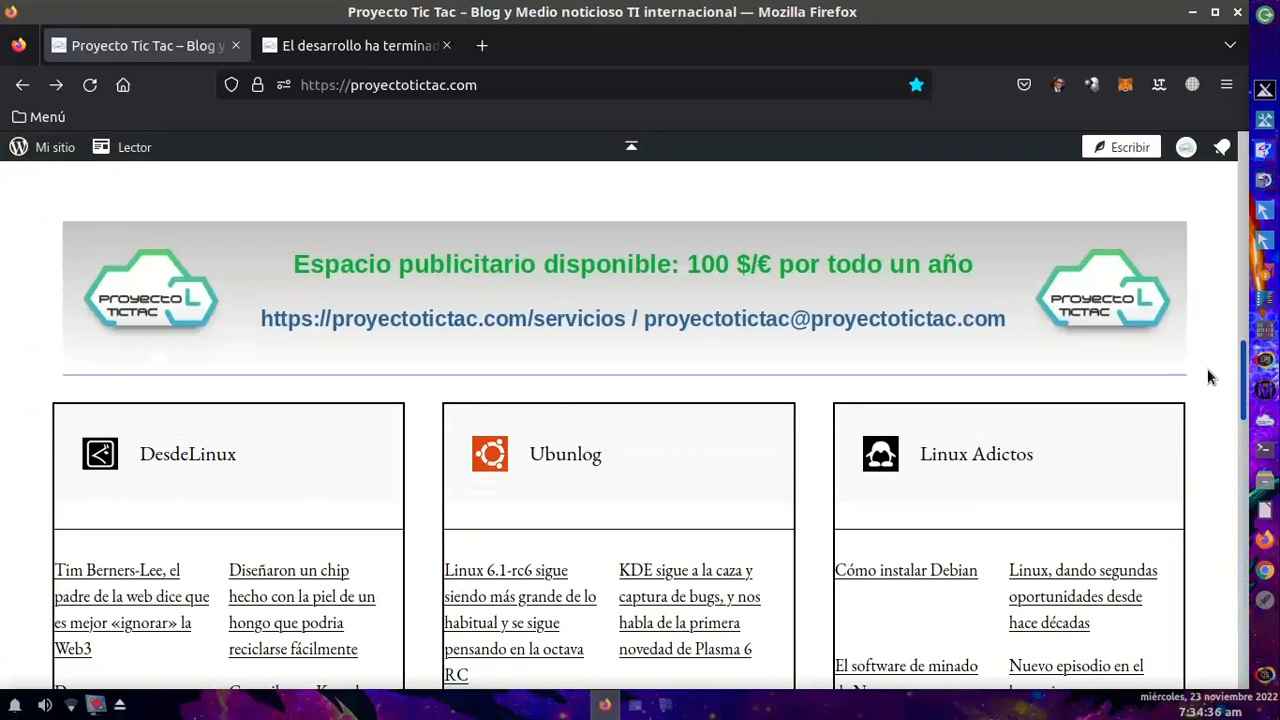 Proyecto Tic Tac – Blog y Medio noticioso TI internacional — Mozilla Firefox
Proyecto Tic Tac – Blog y
El desarrollo ha terminad
https://proyectotictac.com
Menú
Mi sitio
Lector
Escribir
Espacio publicitario disponible: 100 $/€ por todo un año
https://proyectotictac.com/servicios / proyectotictac@proyectotictac.com
PROYECTO
TICTAC
PROYECTO
TICTAC
DesdeLinux
Ubunlog
Linux Adictos
Tim Berners-Lee, el
padre de la web dice que
es mejor «ignorar» la
Web3
Diseñaron un chip
hecho con la piel de un
hongo que podria
reciclarse fácilmente
Linux 6.1-rc6 sigue
siendo más grande de lo
habitual y se sigue
pensando en la octava
RC
KDE sigue a la caza y
captura de bugs, y nos
habla de la primera
novedad de Plasma 6
Cómo instalar Debian
Linux, dando segundas
oportunidades desde
hace décadas
El software de minado
Nuevo episodio en el
miércoles, 23 noviembre 2022
7:34:36 am